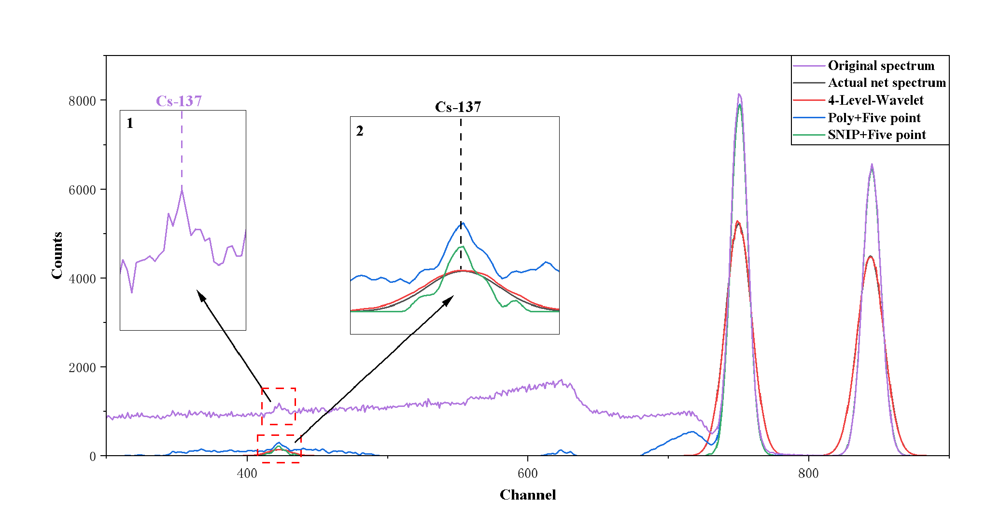 Original spectrum
Actual net spectrum
4-Level-Wavelet
Poly+Five point
SNIP+Five point
Cs-137
1
Cs-137
2
8000
6000
4000
2000
0
Counts
400
600
800
Channel